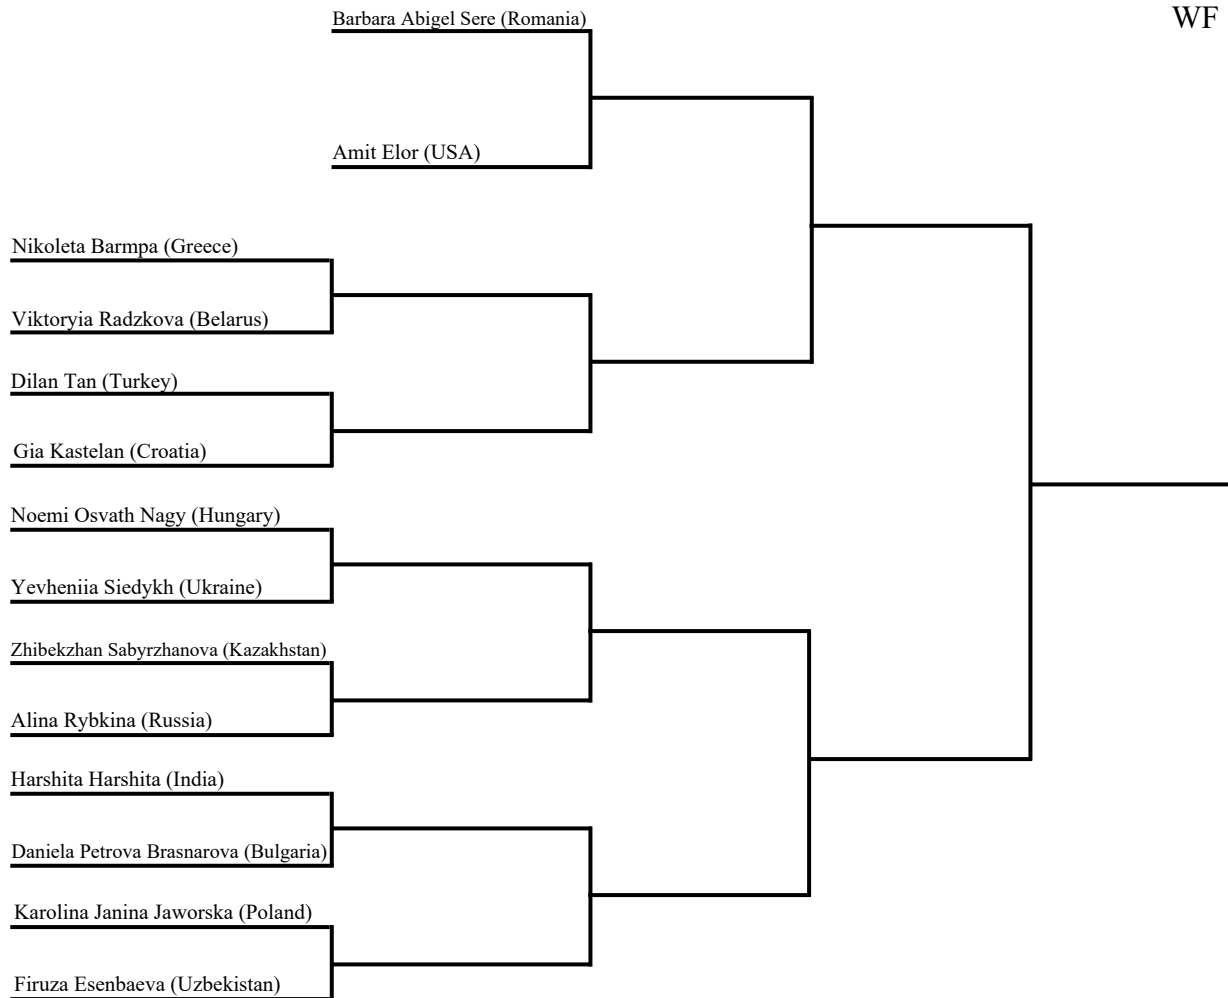 Barbara Abigel Sere (Romania)
WF
Amit Elor (USA)
Nikoleta Barmpa (Greece)
Viktoryia Radzkova (Belarus)
Dilan Tan (Turkey)
Gia Kastelan (Croatia)
Noemi Osvath Nagy (Hungary)
Yevheniia Siedykh (Ukraine)
Zhibekzhan Sabyrzhanova (Kazakhstan)
Alina Rybkina (Russia)
Harshita Harshita (India)
Daniela Petrova Brasnarova (Bulgaria)
Karolina Janina Jaworska (Poland)
Firuza Esenbaeva (Uzbekistan)